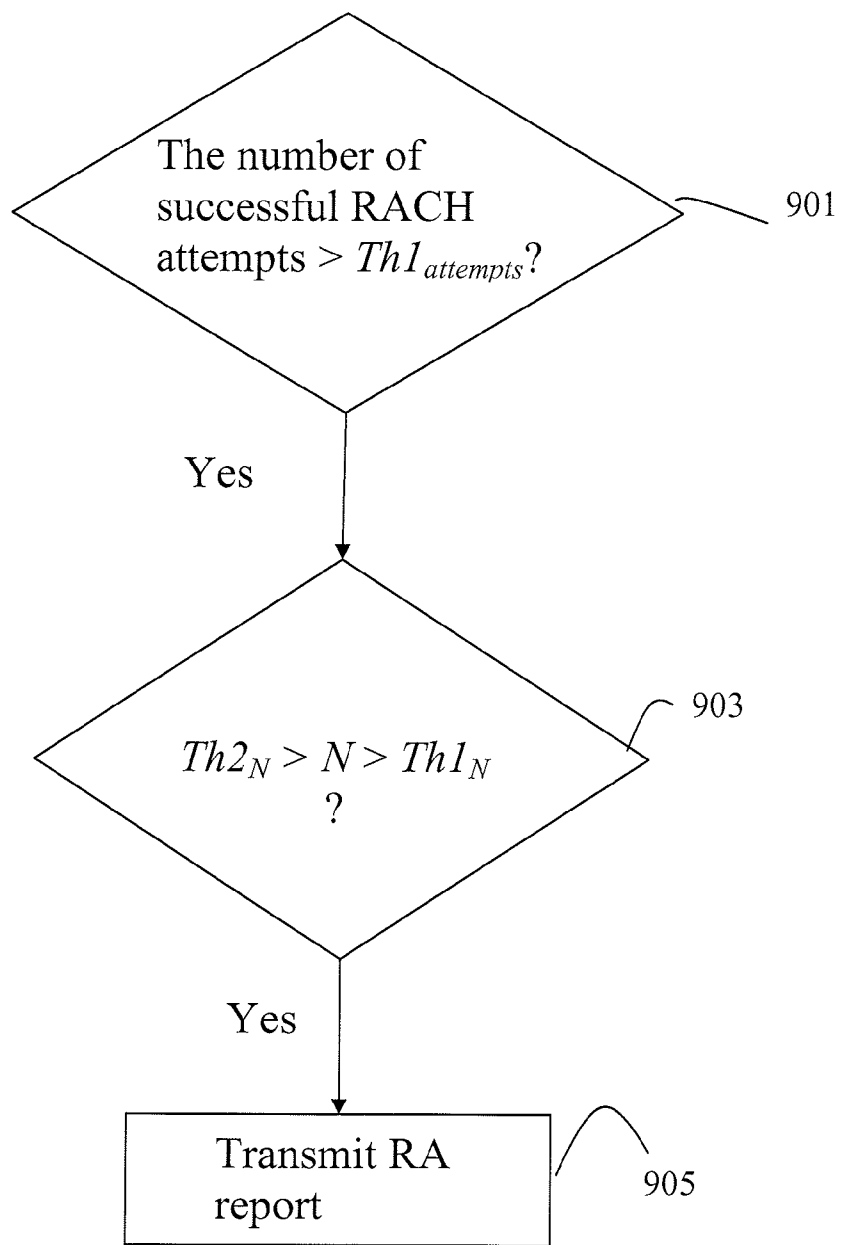 The number of
successful RACH
attempts > Th1attempts?
901
Yes
903
Th2N > N > Th1N
?
Yes
Transmit RA
report
905